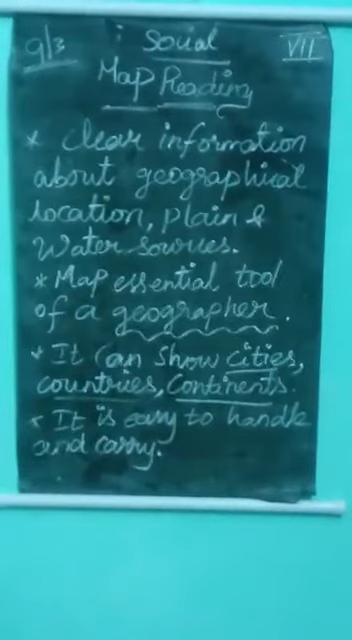 9/3 Social VII
Map Reading
* Clear information
about geographical
location, plain &
Water sources.
* Map essential tool
of a geographer.
* It Can Show cities,
countries, Continents.
* It is easy to handle
and carry.